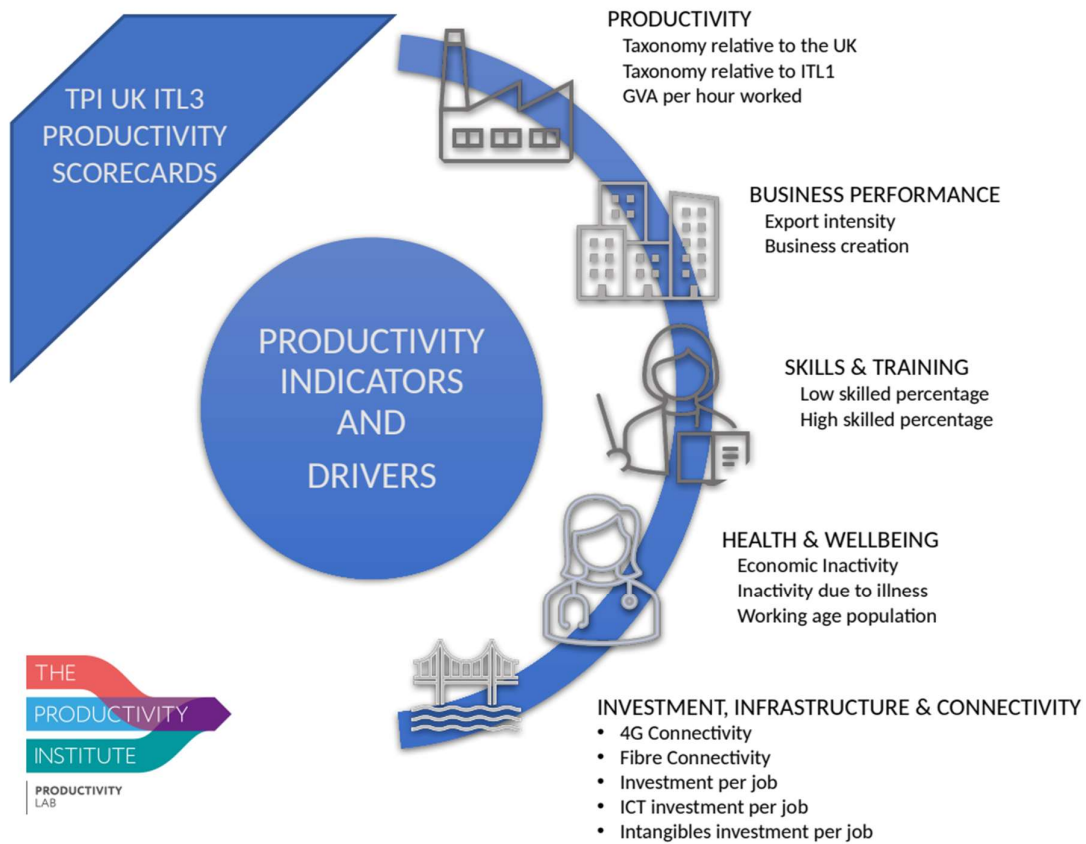 TPI UK ITL3
PRODUCTIVITY
SCORECARDS
PRODUCTIVITY
INDICATORS
AND
DRIVERS
PRODUCTIVITY
Taxonomy relative to the UK
Taxonomy relative to ITL1
GVA per hour worked
BUSINESS PERFORMANCE
Export intensity
Business creation
SKILLS & TRAINING
Low skilled percentage
High skilled percentage
HEALTH & WELLBEING
Economic Inactivity
Inactivity due to illness
Working age population
INVESTMENT, INFRASTRUCTURE & CONNECTIVITY
• 4G Connectivity
• Fibre Connectivity
• Investment per job
• ICT investment per job
• Intangibles investment per job
THE
PRODUCTIVITY
INSTITUTE
PRODUCTIVITY
LAB